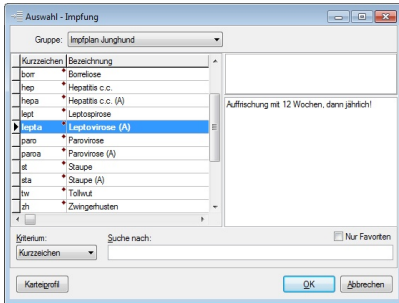 Auswahl - Impfung
Gruppe: Impfplan Junghund
Kurzzeichen Bezeichnung
borr Borreliose
hep Hepatitis c.c.
hepa Hepatitis c.c. (A)
lept Leptospirose
lepta Leptovirose (A)
paro Parovirose
paroa Parovirose (A)
st Staupe
sta Staupe (A)
tw Tollwut
zh Zwingerhusten
Auffrischung mit 12 Wochen, dann jährlich!
Kriterium: Suche nach: Nur Favoriten
Kurzzeichen
Karteiprofil OK Abbrechen